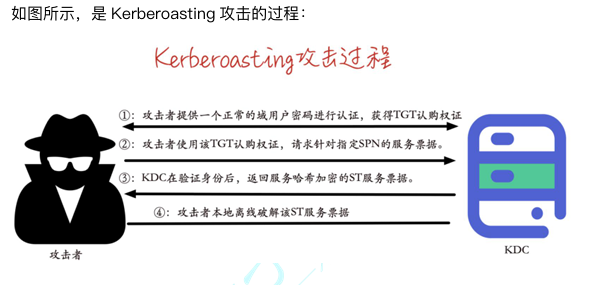 如图所示，是 Kerberoasting 攻击的过程：
Kerberoasting攻击过程
①：攻击者提供一个正常的域用户密码进行认证，获得TGT认购权证
②：攻击者使用该TGT认购权证，请求针对指定SPN的服务票据。
③：KDC在验证身份后，返回服务哈希加密的ST服务票据。
④：攻击者本地离线破解该ST服务票据
攻击者
KDC